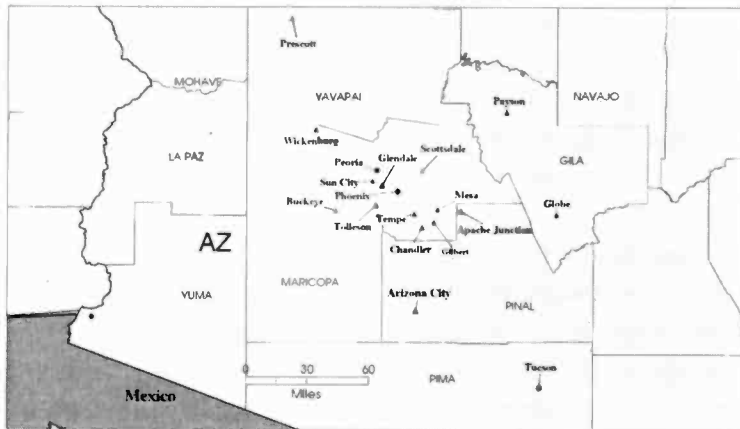 Prescott
MOHAVE
YAVAPAI
Payson
NAVAJO
Wickenburg
LA PAZ
Scottsdale
Peoria
Glendale
GILA
Sun City
Phoenix
Buckeye
Mesa
Globe
Tolleson
Tempe
Apache Junction
AZ
Chandler
Gilbert
MARICOPA
YUMA
Arizona City
PINAL
0 30 60
Miles
Mexico
PIMA
Tucson